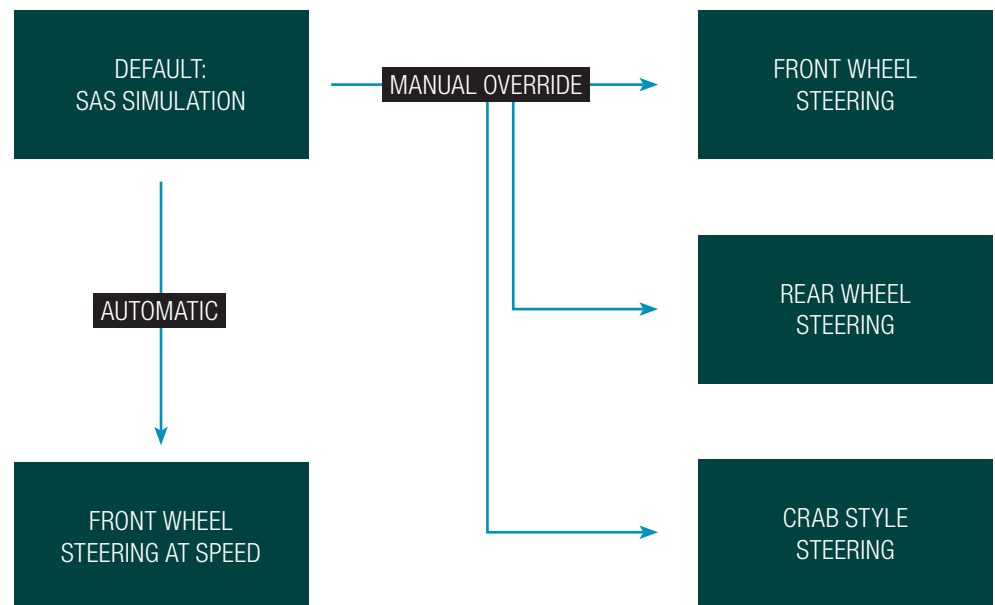 DEFAULT:
SAS SIMULATION
MANUAL OVERRIDE
FRONT WHEEL
STEERING
REAR WHEEL
STEERING
AUTOMATIC
FRONT WHEEL
STEERING AT SPEED
CRAB STYLE
STEERING